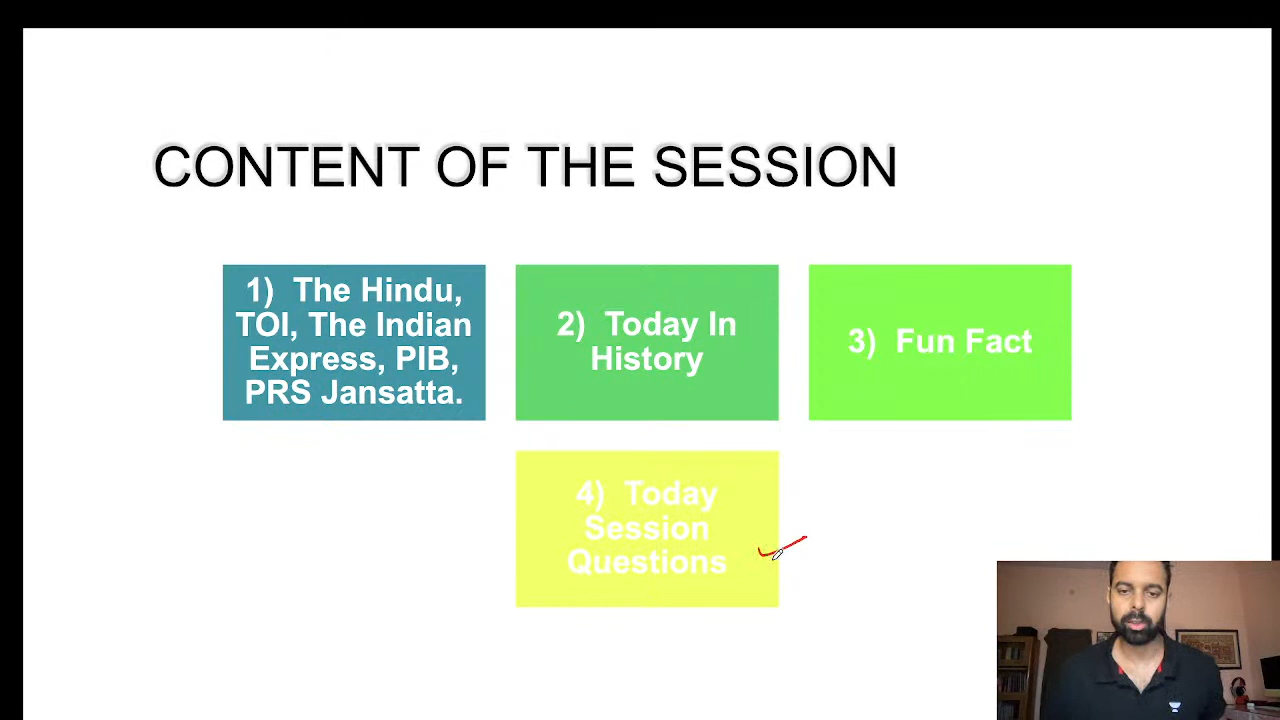 CONTENT OF THE SESSION
1) The Hindu,
TOI, The Indian
Express, PIB,
PRS Jansatta.
2) Today In
History
3) Fun Fact
4) Today
Session
Questions